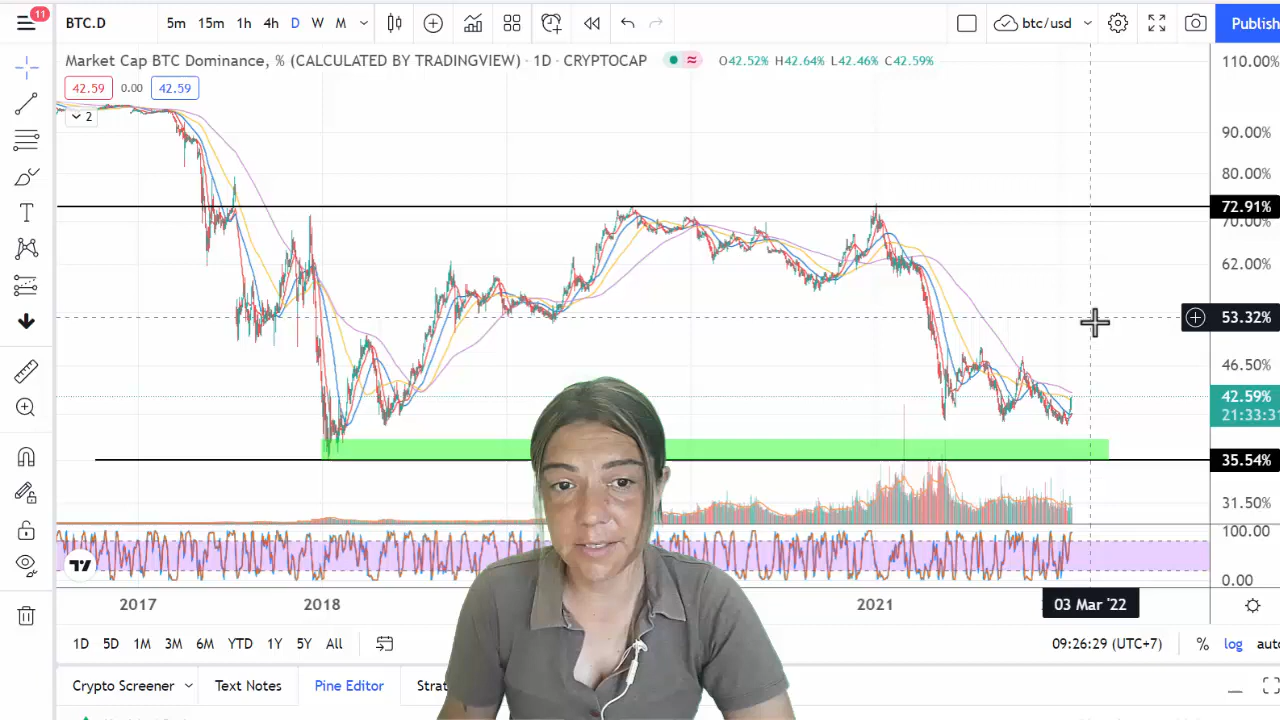 11
BTC.D 5m 15m 1h 4h D W M btc/usd Publish
Market Cap BTC Dominance, % (CALCULATED BY TRADINGVIEW) · 1D · CRYPTOCAP O42.52% H42.64% L42.46% C42.59%
42.59 0.00 42.59
2
110.00%
90.00%
80.00%
72.91%
70.00%
62.00%
53.32%
46.50%
42.59%
21:33:31
35.54%
31.50%
100.00
0.00
2017 2018 2021 03 Mar '22
1D 5D 1M 3M 6M YTD 1Y 5Y All 09:26:29 (UTC+7) % log auto
Crypto Screener Text Notes Pine Editor Strat